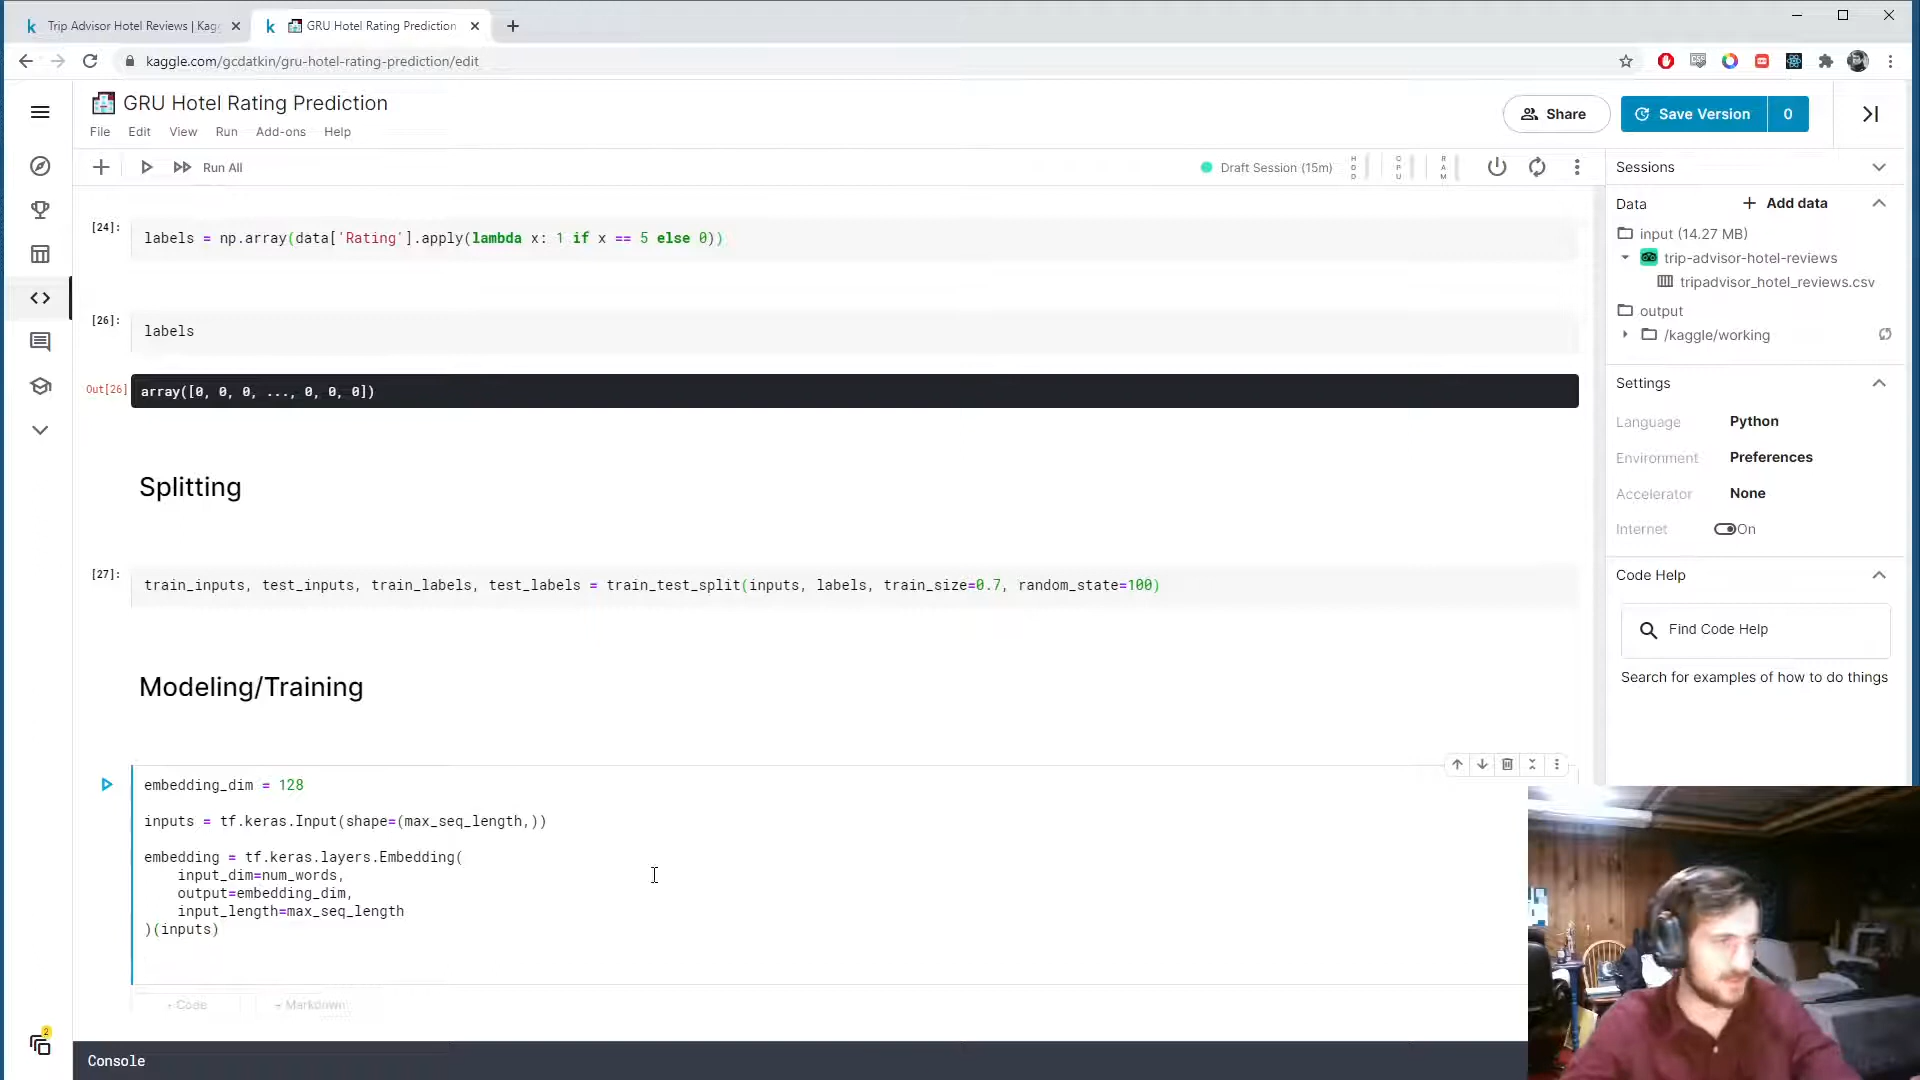 Trip Advisor Hotel Reviews | Kag
GRU Hotel Rating Prediction
kaggle.com/gcdatkin/gru-hotel-rating-prediction/edit
GRU Hotel Rating Prediction
File Edit View Run Add-ons Help
Share
Save Version 0
Run All
Draft Session (15m)
HDD
CPU
RAM
[24]:
labels = np.array(data['Rating'].apply(lambda x: 1 if x == 5 else 0))
[26]:
labels
Out[26]
array([0, 0, 0, ..., 0, 0, 0])
Splitting
[27]:
train_inputs, test_inputs, train_labels, test_labels = train_test_split(inputs, labels, train_size=0.7, random_state=100)
Modeling/Training
embedding_dim = 128
inputs = tf.keras.Input(shape=(max_seq_length,))
embedding = tf.keras.layers.Embedding(
input_dim=num_words,
output=embedding_dim,
input_length=max_seq_length
)(inputs)
+ Code + Markdown
Console
2
Sessions
Data
+ Add data
input (14.27 MB)
trip-advisor-hotel-reviews
tripadvisor_hotel_reviews.csv
output
/kaggle/working
Settings
Language Python
Environment Preferences
Accelerator None
Internet On
Code Help
Find Code Help
Search for examples of how to do things